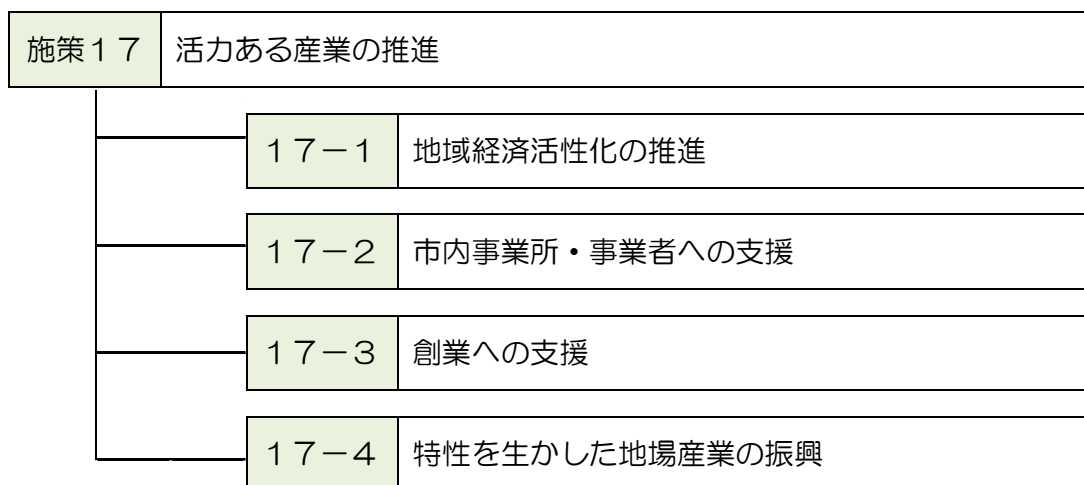 施策１７ 活力ある産業の推進
１７－１ 地域経済活性化の推進
１７－２ 市内事業所・事業者への支援
１７－３ 創業への支援
１７－４ 特性を生かした地場産業の振興